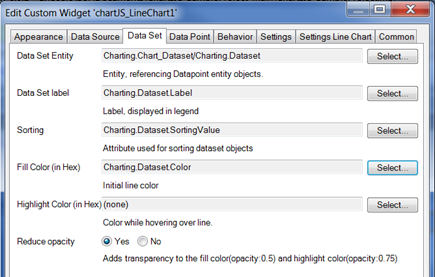 Edit Custom Widget 'chartJS_LineChart1'
Appearance Data Source Data Set Data Point Behavior Settings Settings Line Chart Common
Data Set Entity Charting.Chart_Dataset/Charting.Dataset Select...
Entity, referencing Datapoint entity objects.
Data Set label Charting.Dataset.Label Select...
Label, displayed in legend
Sorting Charting.Dataset.SortingValue Select...
Attribute used for sorting dataset objects
Fill Color (in Hex) Charting.Dataset.Color Select...
Initial line color
Highlight Color (in Hex) (none) Select...
Color while hovering over line.
Reduce opacity Yes No
Adds transparency to the fill color(opacity:0.5) and highlight color(opacity:0.75)